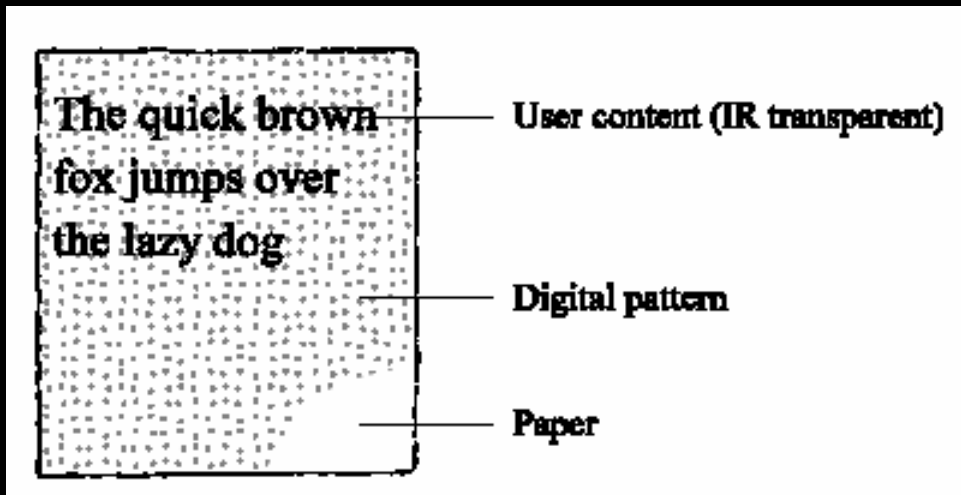 The quick brown
fox jumps over
the lazy dog
User content (IR transparent)
Digital pattern
Paper